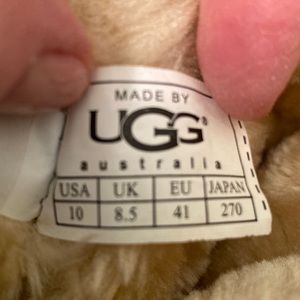 MADE BY
UGG®
australia
USA UK EU JAPAN
10 8.5 41 270